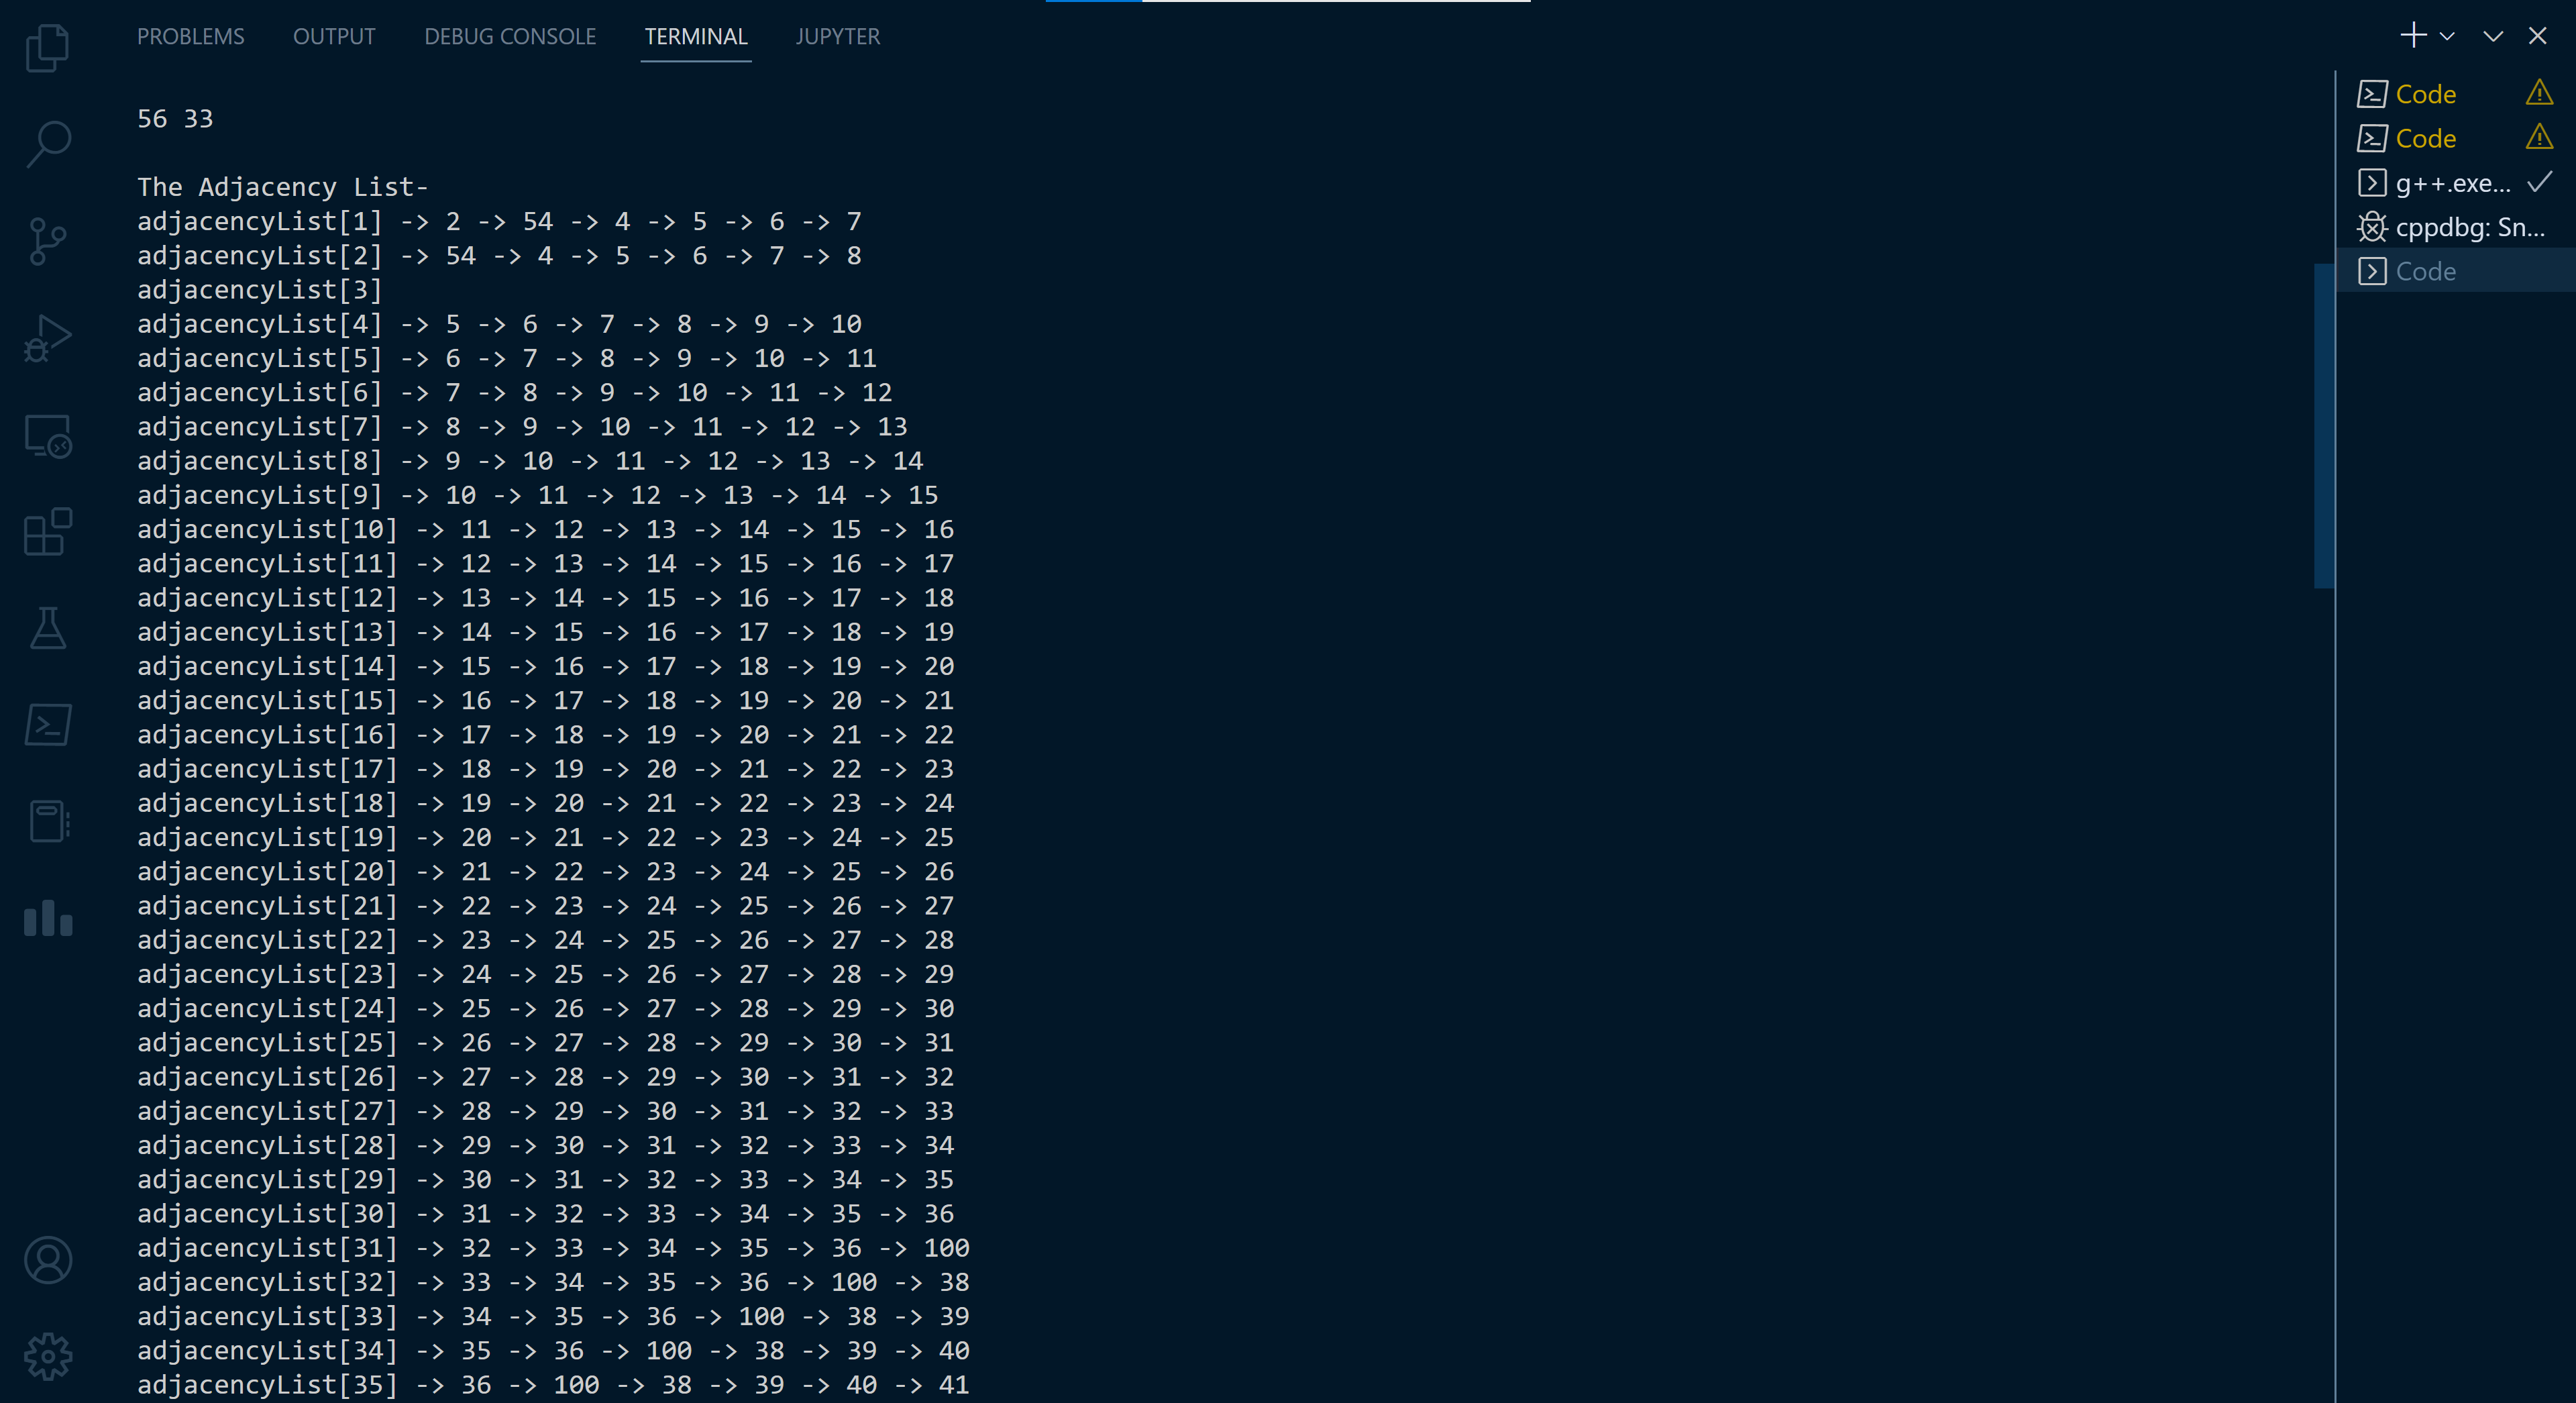 PROBLEMS OUTPUT DEBUG CONSOLE TERMINAL JUPYTER
56 33
The Adjacency List-
adjacencyList[1] -> 2 -> 54 -> 4 -> 5 -> 6 -> 7
adjacencyList[2] -> 54 -> 4 -> 5 -> 6 -> 7 -> 8
adjacencyList[3]
adjacencyList[4] -> 5 -> 6 -> 7 -> 8 -> 9 -> 10
adjacencyList[5] -> 6 -> 7 -> 8 -> 9 -> 10 -> 11
adjacencyList[6] -> 7 -> 8 -> 9 -> 10 -> 11 -> 12
adjacencyList[7] -> 8 -> 9 -> 10 -> 11 -> 12 -> 13
adjacencyList[8] -> 9 -> 10 -> 11 -> 12 -> 13 -> 14
adjacencyList[9] -> 10 -> 11 -> 12 -> 13 -> 14 -> 15
adjacencyList[10] -> 11 -> 12 -> 13 -> 14 -> 15 -> 16
adjacencyList[11] -> 12 -> 13 -> 14 -> 15 -> 16 -> 17
adjacencyList[12] -> 13 -> 14 -> 15 -> 16 -> 17 -> 18
adjacencyList[13] -> 14 -> 15 -> 16 -> 17 -> 18 -> 19
adjacencyList[14] -> 15 -> 16 -> 17 -> 18 -> 19 -> 20
adjacencyList[15] -> 16 -> 17 -> 18 -> 19 -> 20 -> 21
adjacencyList[16] -> 17 -> 18 -> 19 -> 20 -> 21 -> 22
adjacencyList[17] -> 18 -> 19 -> 20 -> 21 -> 22 -> 23
adjacencyList[18] -> 19 -> 20 -> 21 -> 22 -> 23 -> 24
adjacencyList[19] -> 20 -> 21 -> 22 -> 23 -> 24 -> 25
adjacencyList[20] -> 21 -> 22 -> 23 -> 24 -> 25 -> 26
adjacencyList[21] -> 22 -> 23 -> 24 -> 25 -> 26 -> 27
adjacencyList[22] -> 23 -> 24 -> 25 -> 26 -> 27 -> 28
adjacencyList[23] -> 24 -> 25 -> 26 -> 27 -> 28 -> 29
adjacencyList[24] -> 25 -> 26 -> 27 -> 28 -> 29 -> 30
adjacencyList[25] -> 26 -> 27 -> 28 -> 29 -> 30 -> 31
adjacencyList[26] -> 27 -> 28 -> 29 -> 30 -> 31 -> 32
adjacencyList[27] -> 28 -> 29 -> 30 -> 31 -> 32 -> 33
adjacencyList[28] -> 29 -> 30 -> 31 -> 32 -> 33 -> 34
adjacencyList[29] -> 30 -> 31 -> 32 -> 33 -> 34 -> 35
adjacencyList[30] -> 31 -> 32 -> 33 -> 34 -> 35 -> 36
adjacencyList[31] -> 32 -> 33 -> 34 -> 35 -> 36 -> 100
adjacencyList[32] -> 33 -> 34 -> 35 -> 36 -> 100 -> 38
adjacencyList[33] -> 34 -> 35 -> 36 -> 100 -> 38 -> 39
adjacencyList[34] -> 35 -> 36 -> 100 -> 38 -> 39 -> 40
adjacencyList[35] -> 36 -> 100 -> 38 -> 39 -> 40 -> 41
Code
Code
g++.exe...
cppdbg: Sn...
Code